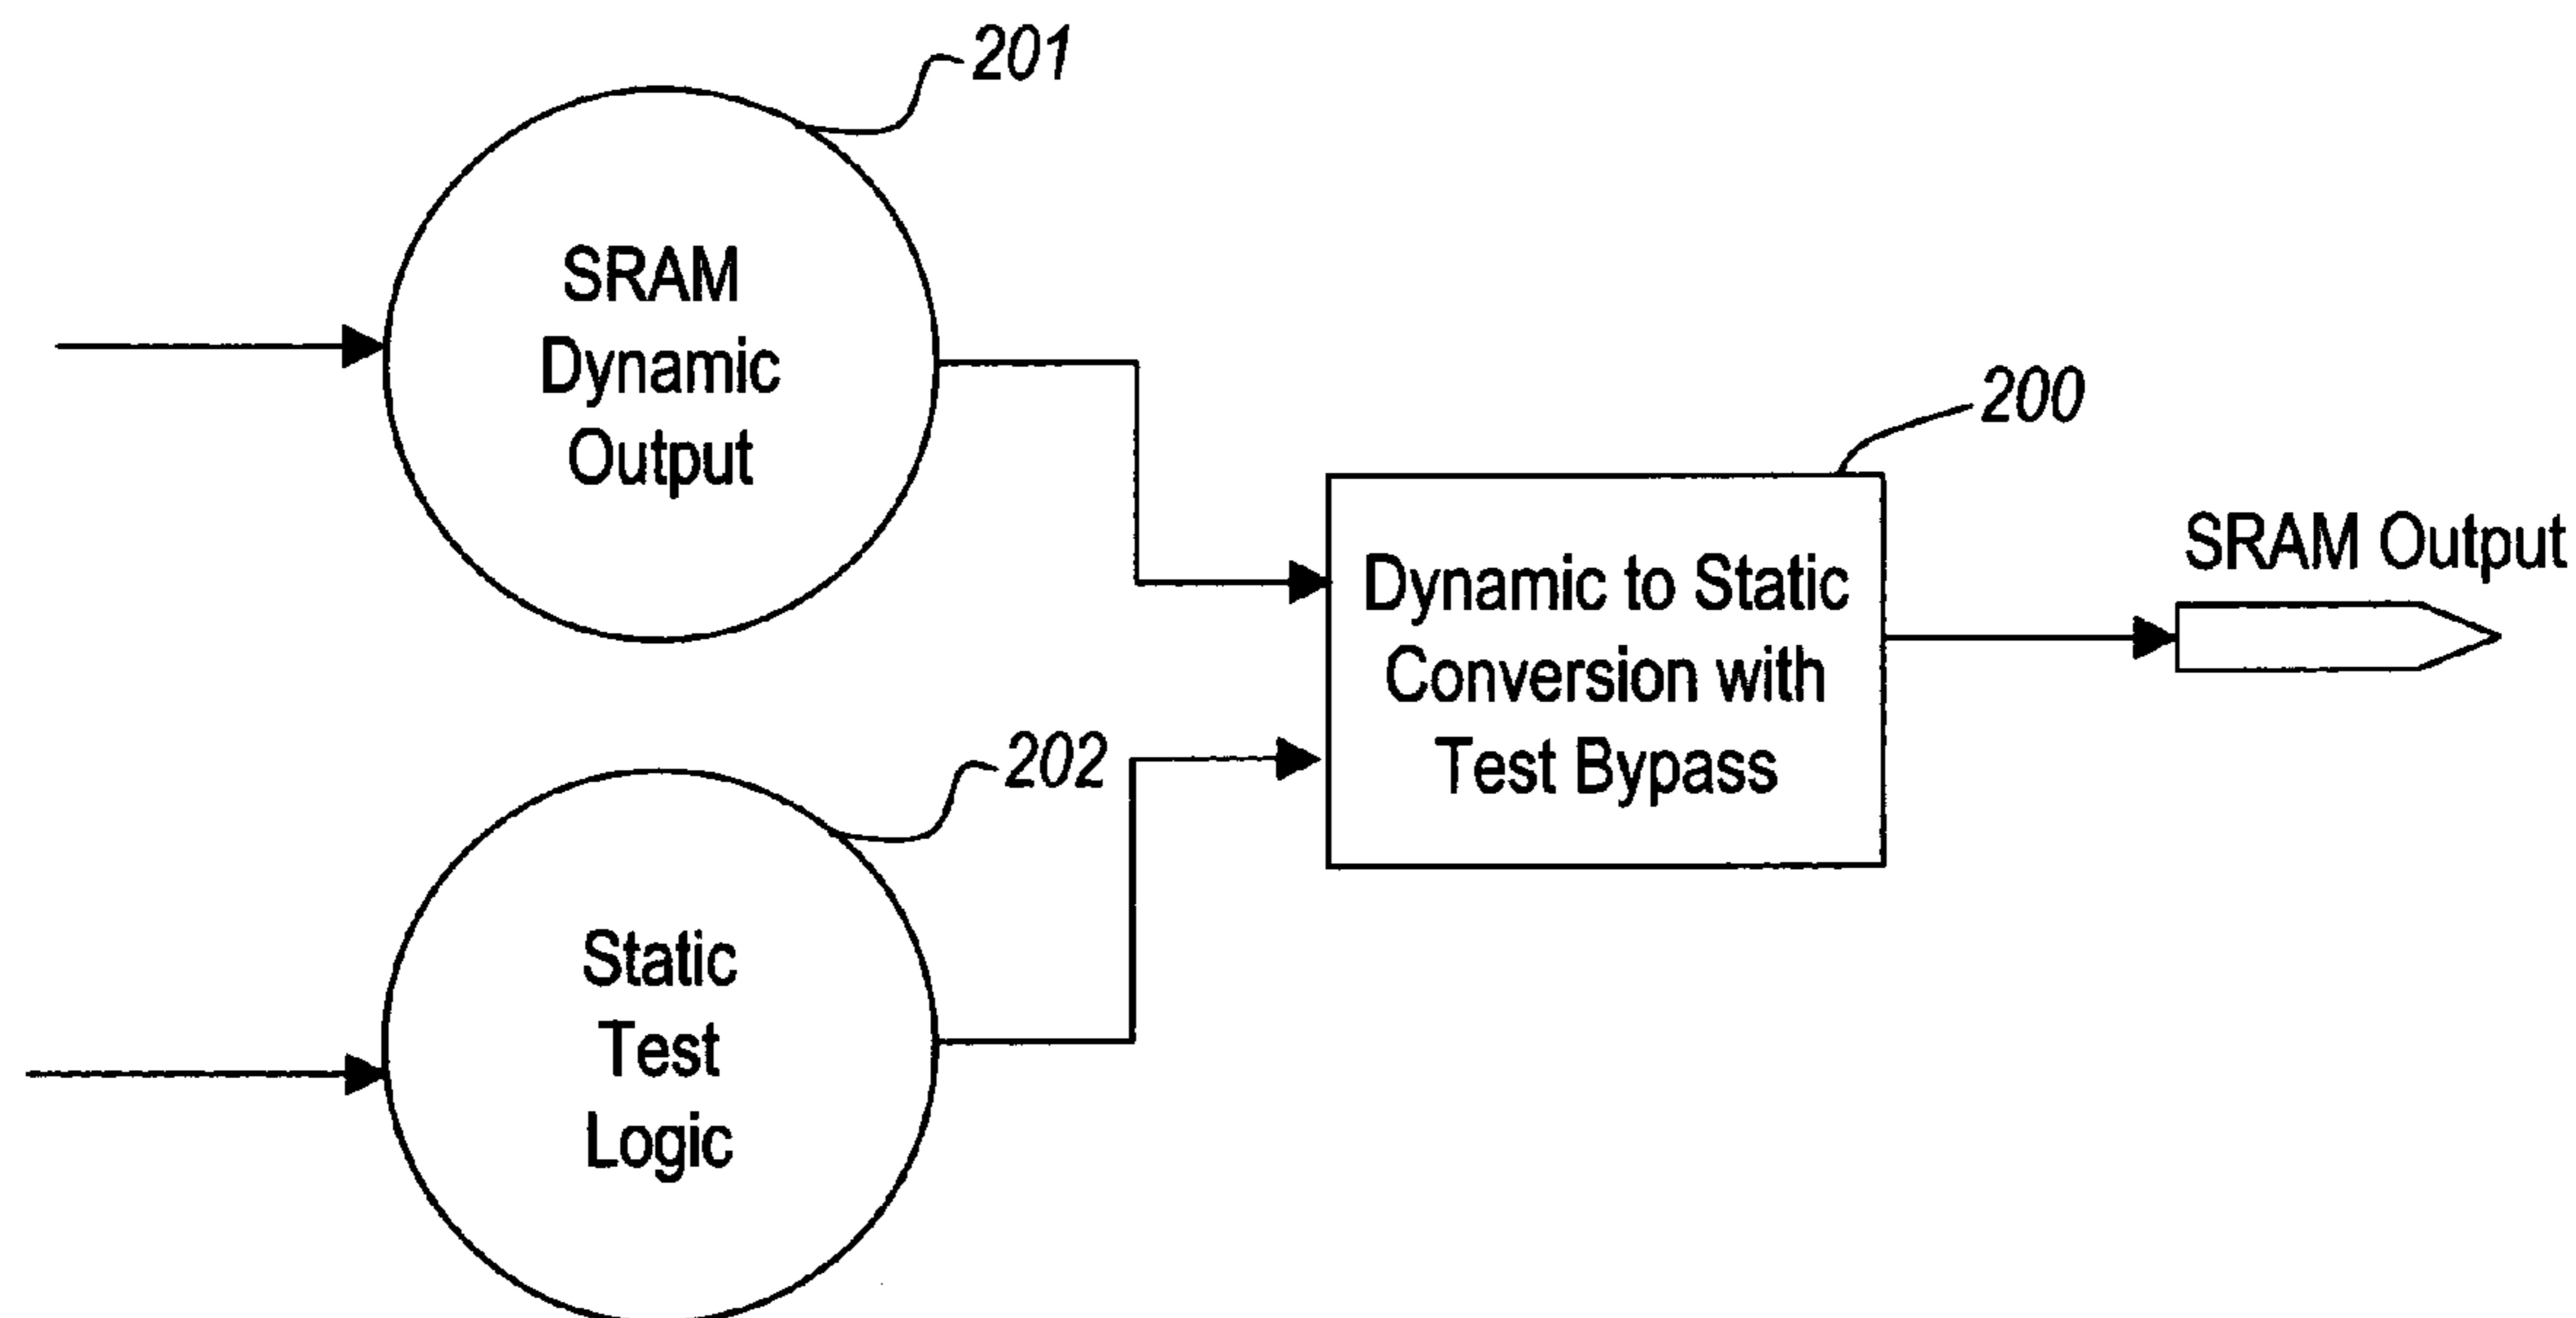 201
SRAM
Dynamic
Output
200
SRAM Output
Dynamic to Static
Conversion with
Test Bypass
202
Static
Test
Logic